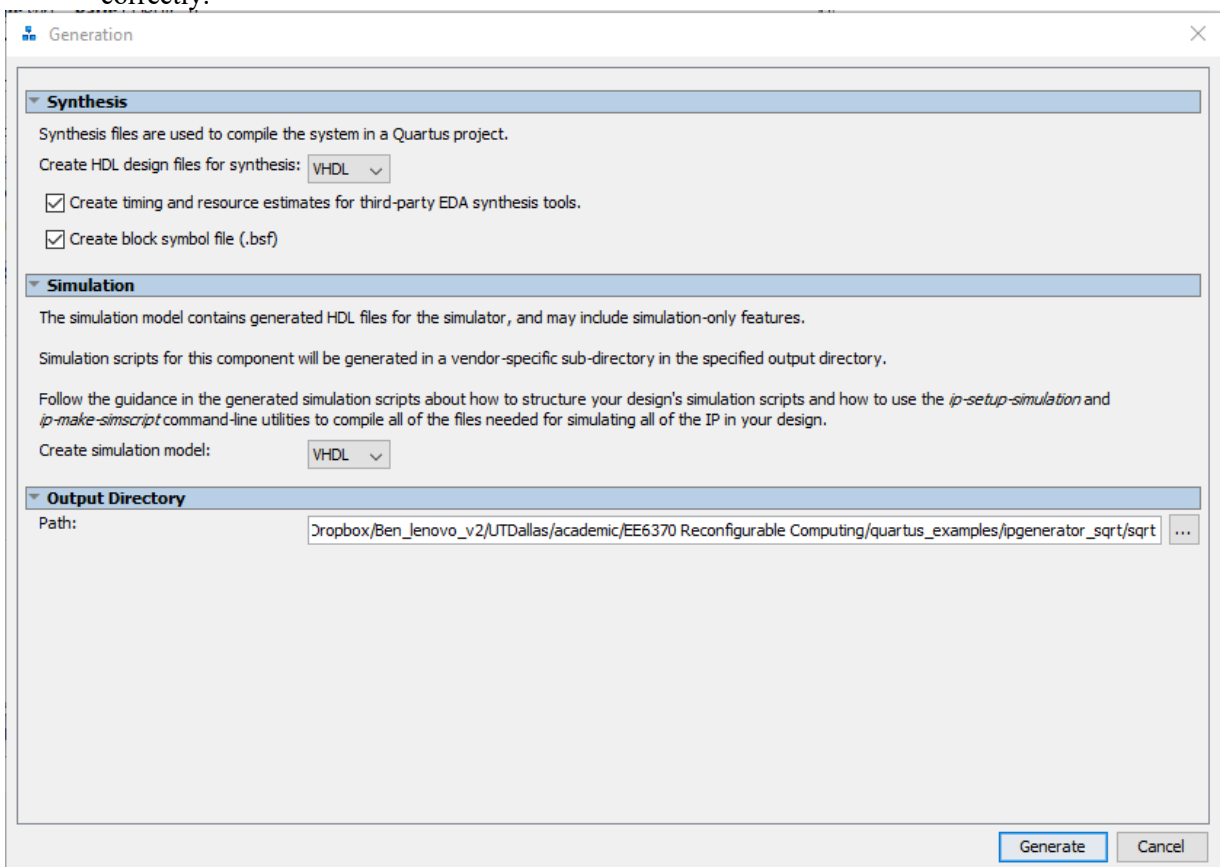 correctly.
Generation
Synthesis
Synthesis files are used to compile the system in a Quartus project.
Create HDL design files for synthesis: VHDL
Create timing and resource estimates for third-party EDA synthesis tools.
Create block symbol file (.bsf)
Simulation
The simulation model contains generated HDL files for the simulator, and may include simulation-only features.
Simulation scripts for this component will be generated in a vendor-specific sub-directory in the specified output directory.
Follow the guidance in the generated simulation scripts about how to structure your design's simulation scripts and how to use the ip-setup-simulation and
ip-make-simscript command-line utilities to compile all of the files needed for simulating all of the IP in your design.
Create simulation model: VHDL
Output Directory
Path: Dropbox/Ben_lenovo_v2/UTDallas/academic/EE6370 Reconfigurable Computing/quartus_examples/ipgenerator_sqrt/sqrt ...
Generate Cancel